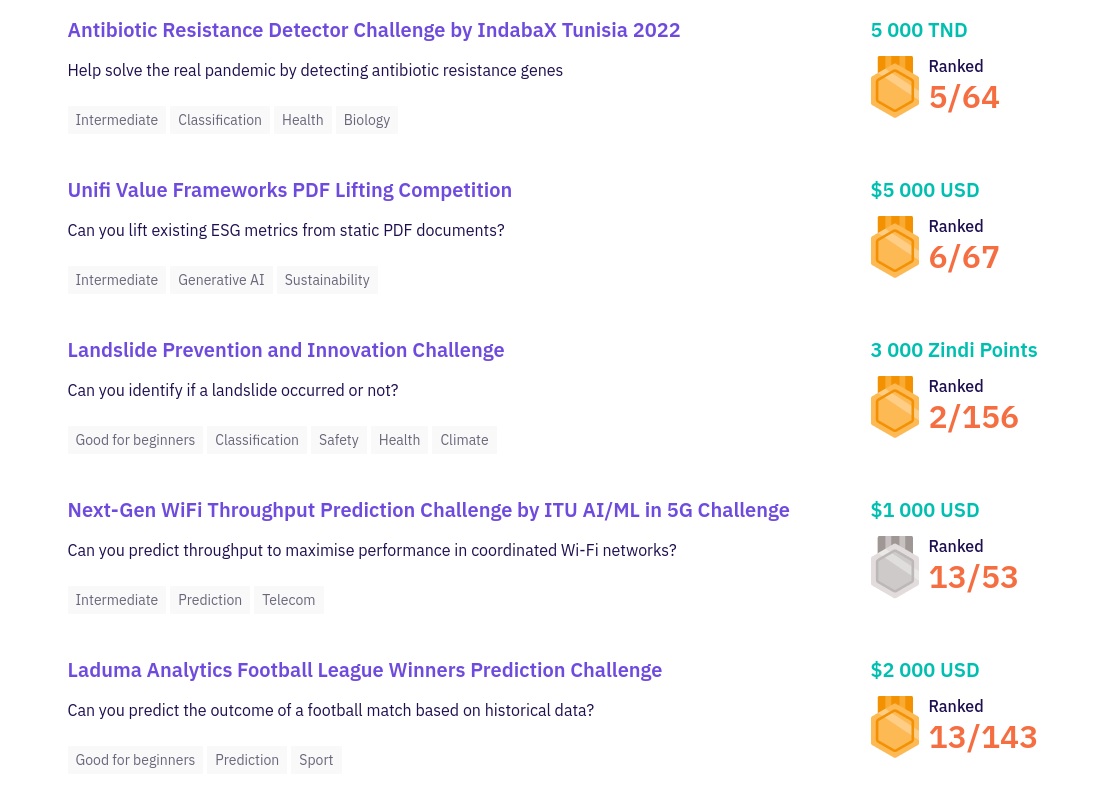 Antibiotic Resistance Detector Challenge by IndabaX Tunisia 2022
5 000 TND
Help solve the real pandemic by detecting antibiotic resistance genes
Ranked
5/64
Intermediate Classification Health Biology
Unifi Value Frameworks PDF Lifting Competition
$5 000 USD
Can you lift existing ESG metrics from static PDF documents?
Ranked
6/67
Intermediate Generative AI Sustainability
Landslide Prevention and Innovation Challenge
3 000 Zindi Points
Can you identify if a landslide occurred or not?
Ranked
2/156
Good for beginners Classification Safety Health Climate
Next-Gen WiFi Throughput Prediction Challenge by ITU AI/ML in 5G Challenge
$1 000 USD
Can you predict throughput to maximise performance in coordinated Wi-Fi networks?
Ranked
13/53
Intermediate Prediction Telecom
Laduma Analytics Football League Winners Prediction Challenge
$2 000 USD
Can you predict the outcome of a football match based on historical data?
Ranked
13/143
Good for beginners Prediction Sport